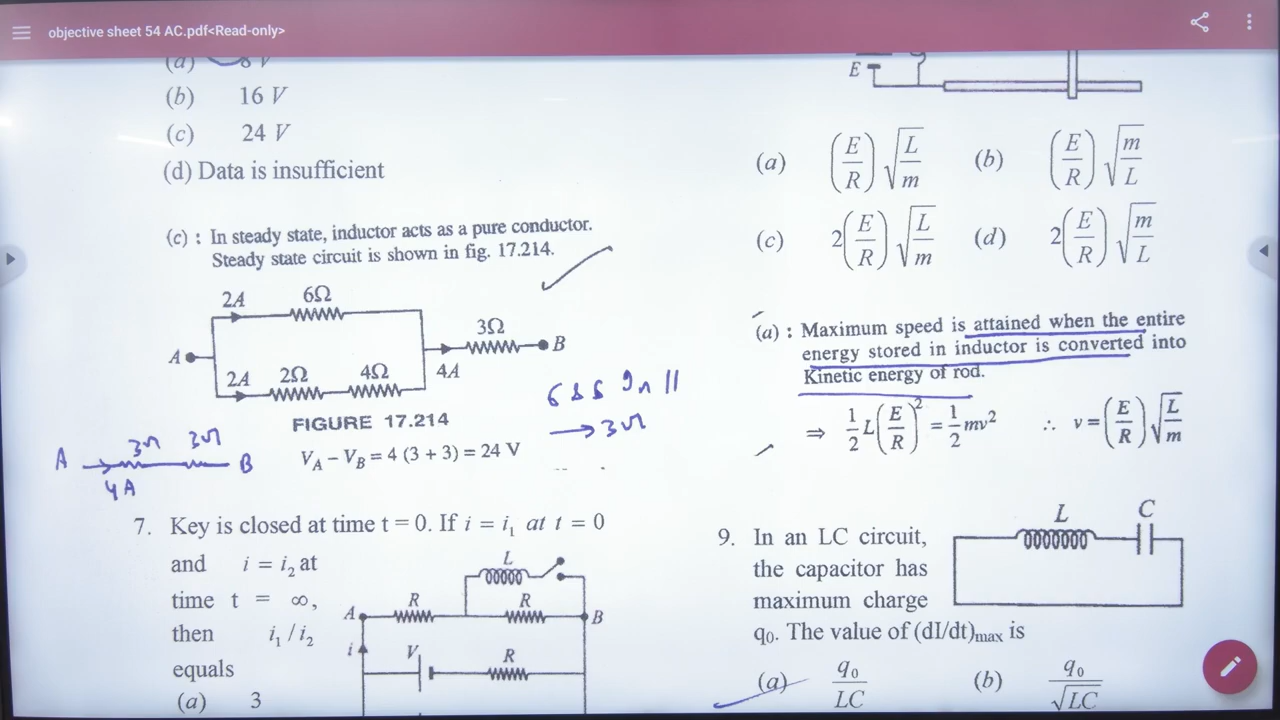 objective sheet 54 AC.pdf<Read-only>
(a) 8 V
(b) 16 V
(c) 24 V
(d) Data is insufficient
(c) : In steady state, inductor acts as a pure conductor.
Steady state circuit is shown in fig. 17.214.
2A 6Ω
A 3Ω B
2A 2Ω 4Ω 4A
FIGURE 17.214
V_A – V_B = 4 (3 + 3) = 24 V
6 & 6 In ||
→ 3Ω
A 3Ω 3Ω B
4A
7. Key is closed at time t = 0. If i = i₁ at t = 0
and i = i₂ at
time t = ∞,
then i₁ / i₂
equals
(a) 3
L
A R R B
i V R
E
(a) (E/R) √(L/m) (b) (E/R) √(m/L)
(c) 2(E/R) √(L/m) (d) 2(E/R) √(m/L)
(a) : Maximum speed is attained when the entire
energy stored in inductor is converted into
Kinetic energy of rod.
⇒ 1/2 L(E/R)² = 1/2 mv² ∴ v = (E/R) √(L/m)
L C
9. In an LC circuit,
the capacitor has
maximum charge
q₀. The value of (dI/dt)max is
(a) q₀/LC (b) q₀/√LC